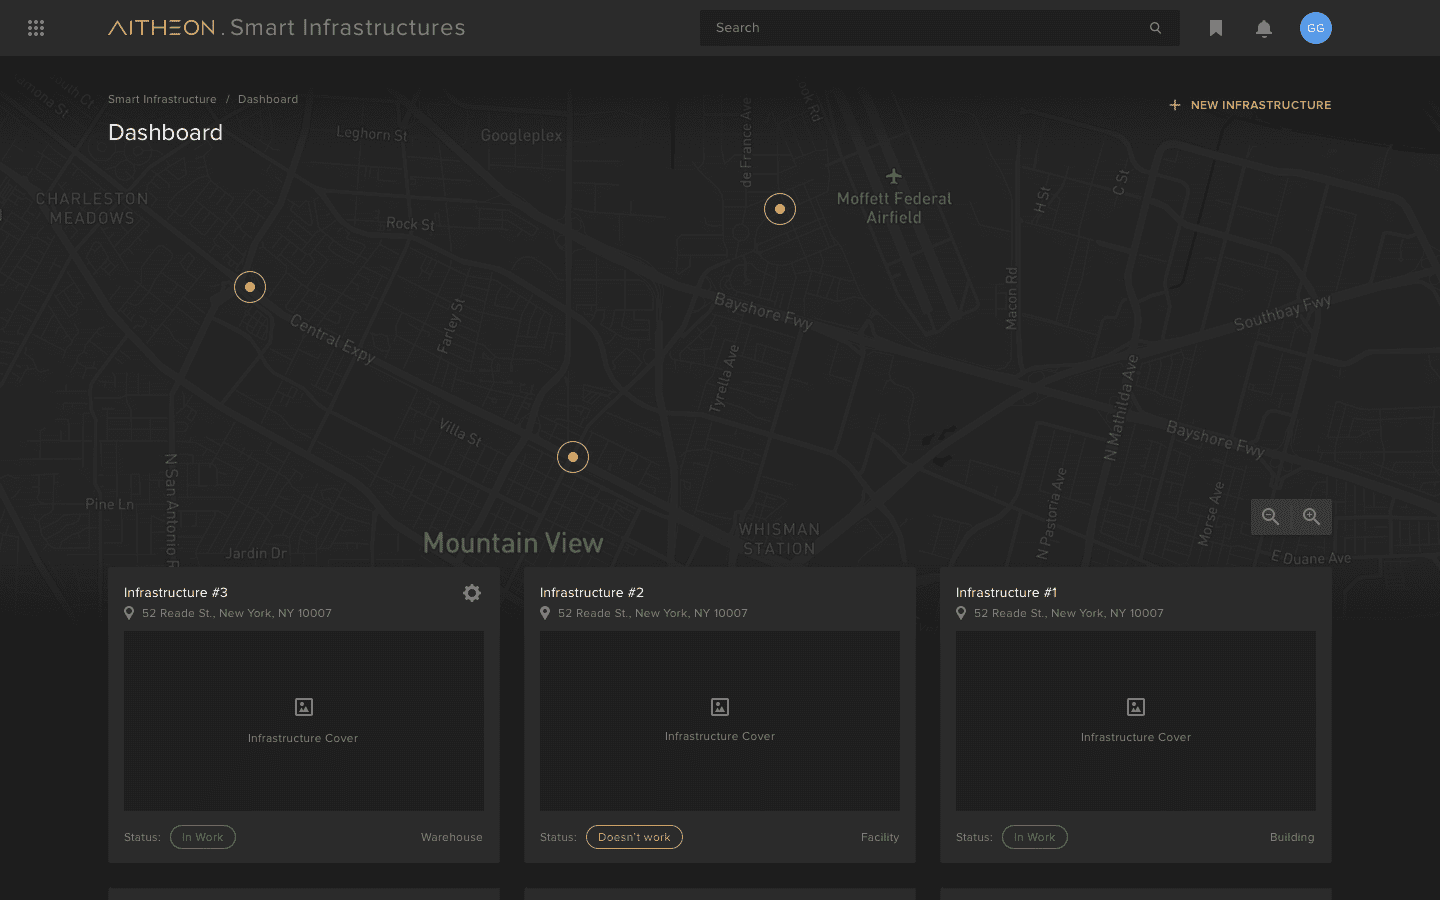 AITHEON . Smart Infrastructures
Search
GG
Smart Infrastructure / Dashboard
NEW INFRASTRUCTURE
Dashboard
Leghorn St
Googleplex
de France Ave
Moffett Federal
Airfield
H St
C St
CHARLESTON
MEADOWS
Rock St
Central Expy
Farley St
Bayshore Fwy
Macon Rd
Southbay Fwy
Tyrella Ave
N Mathilda Ave
Villa St
Bayshore Fwy
N San Antonio R
Pine Ln
Jardin Dr
Mountain View
WHISMAN
STATION
N Pastoria Ave
Morse Ave
E Duane Ave
Infrastructure #3
52 Reade St., New York, NY 10007
Infrastructure Cover
Status: In Work Warehouse
Infrastructure #2
52 Reade St., New York, NY 10007
Infrastructure Cover
Status: Doesn't work Facility
Infrastructure #1
52 Reade St., New York, NY 10007
Infrastructure Cover
Status: In Work Building